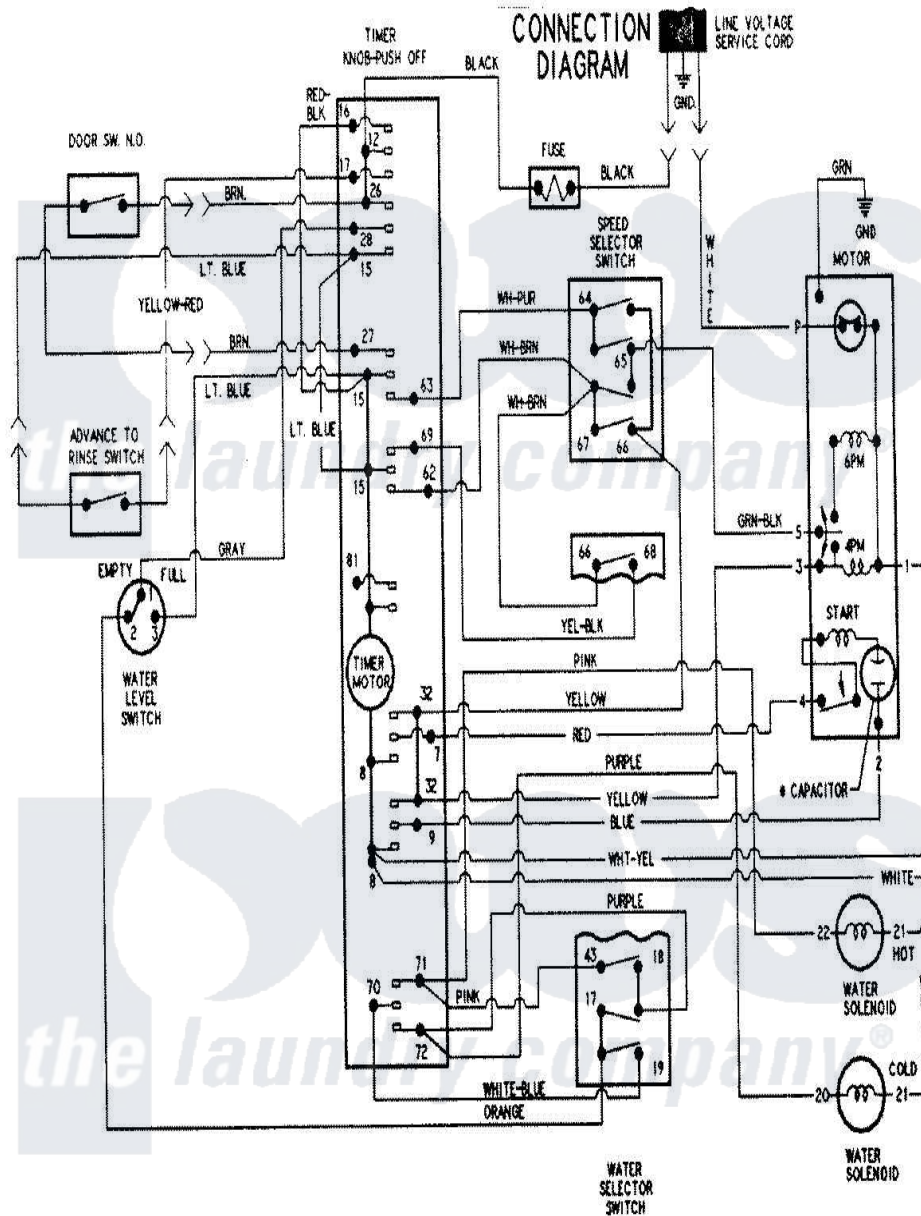 CONNECTION
DIAGRAM
LINE VOLTAGE
SERVICE CORD
TIMER
KNOB-PUSH OFF
BLACK
RED-
BLK
16
GND.
DOOR SW. N.O.
12
FUSE
17
BLACK
GRN
BRN.
26
SPEED
SELECTOR
SWITCH
WHITE
GND
28
MOTOR
LT. BLUE
15
YELLOW-RED
WH-PUR
64
P
BRN.
27
WH-BRN
65
LT. BLUE
63
15
WH-BRN
LT. BLUE
69
67
66
ADVANCE TO
RINSE SWITCH
6PM
15
62
GRN-BLK
5
GRAY
4PM
EMPTY
FULL
81
66
68
3
1
1
2
3
START
YEL-BLK
WATER
LEVEL
SWITCH
TIMER
MOTOR
PINK
32
YELLOW
4
RED
7
8
PURPLE
2
32
YELLOW
* CAPACITOR
BLUE
9
WHT-YEL
8
WHITE
PURPLE
22
21
HOT
71
43
18
70
PINK
17
WATER
SOLENOID
72
19
COLD
WHITE-BLUE
20
21
ORANGE
WATER
SOLENOID
WATER
SELECTOR
SWITCH
the laundry company®
the laundry company®